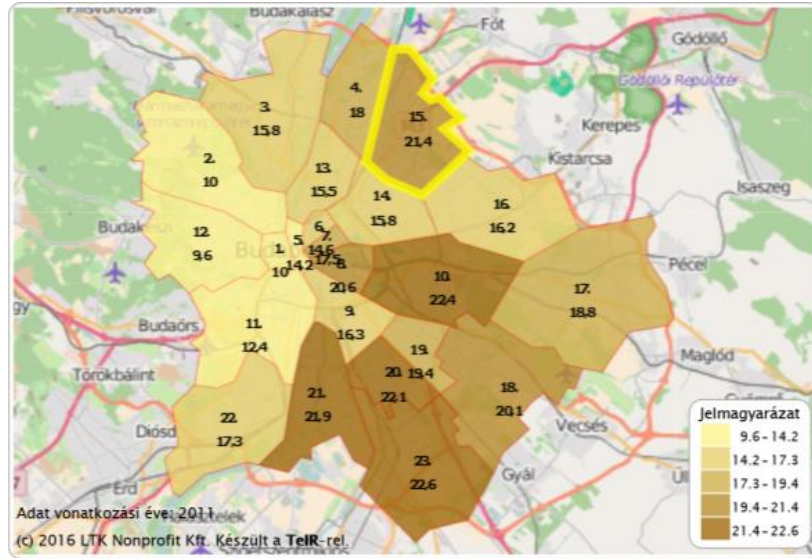 Pilisvörösvár
Budakalász
Fót
Gödöllő
Gödöllői Repülőtér
4.
18
15.
21,4
3.
15,8
Kerepes
Kistarcsa
2.
10
13.
15,5
14.
15,8
Isaszeg
16.
16,2
12.
9,6
6.
7.
5.
14,6
17,5
1.
10
14,2
8.
20,6
10.
22,4
Pécel
17.
18,8
9.
16,3
Budaörs
11.
12,4
Maglód
19.
19,4
20.
22,1
Törökbálint
18.
20,1
21.
21,9
22.
17,3
Diósd
Vecsés
23.
22,6
Gyál
Érd
Jelmagyarázat
9.6 - 14.2
14.2 - 17.3
17.3 - 19.4
19.4 - 21.4
21.4 - 22.6
Adat vonatkozási éve: 2011
(c) 2016 LTK Nonprofit Kft. Készült a TeIR-rel.